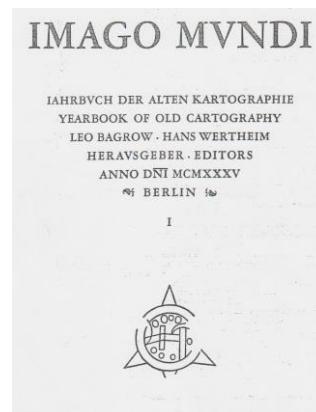 IMAGO MVNDI
IAHRBVCH DER ALTEN KARTOGRAPHIE
YEARBOOK OF OLD CARTOGRAPHY
LEO BAGROW · HANS WERTHEIM
HERAVSGEBER · EDITORS
ANNO DN̅I̅ MCMXXXV
BERLIN
I